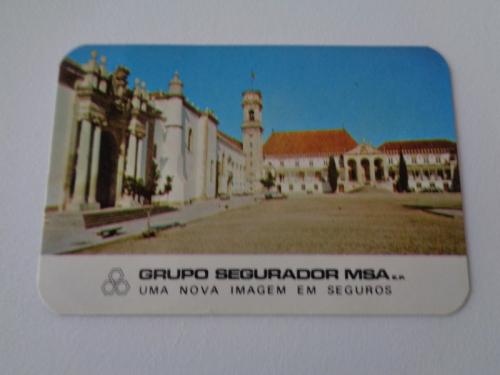 GRUPO SEGURADOR MSA E.P.
UMA NOVA IMAGEM EM SEGUROS